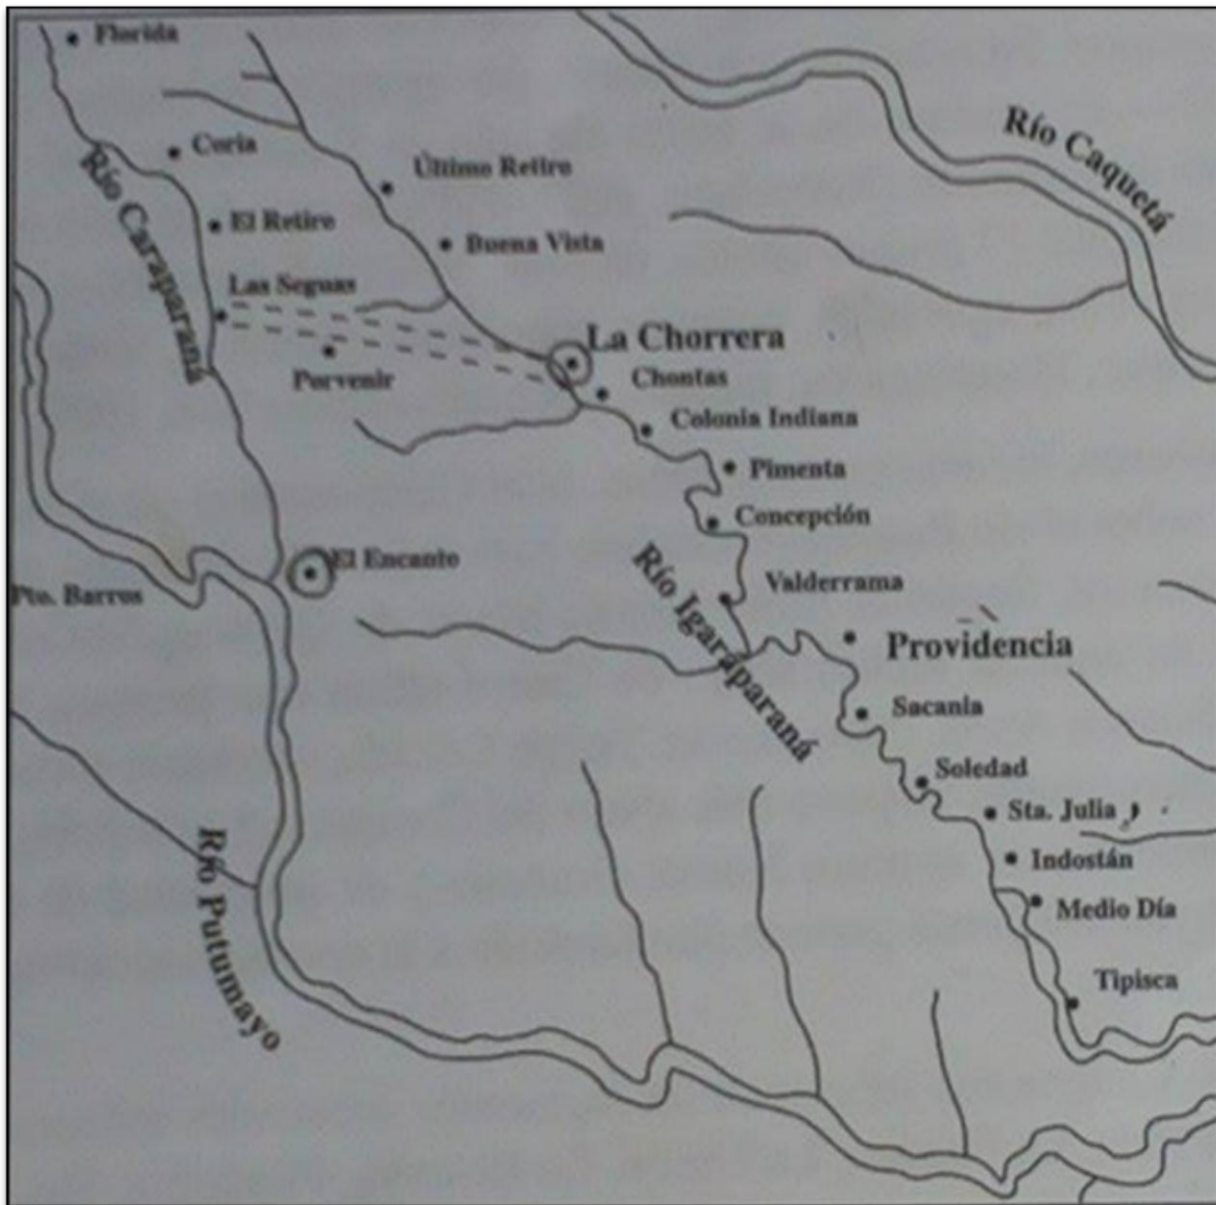 Florida
Coria
Último Retiro
Río Caquetá
Río Caraparaná
El Retiro
Buena Vista
Las Seguas
La Chorrera
Porvenir
Chontas
Colonia Indiana
Pimenta
Concepción
El Encanto
Pto. Barros
Valderrama
Río Igaraparaná
Providencia
Sacania
Soledad
Sta. Julia
Indostán
Medio Día
Río Putumayo
Tipisca